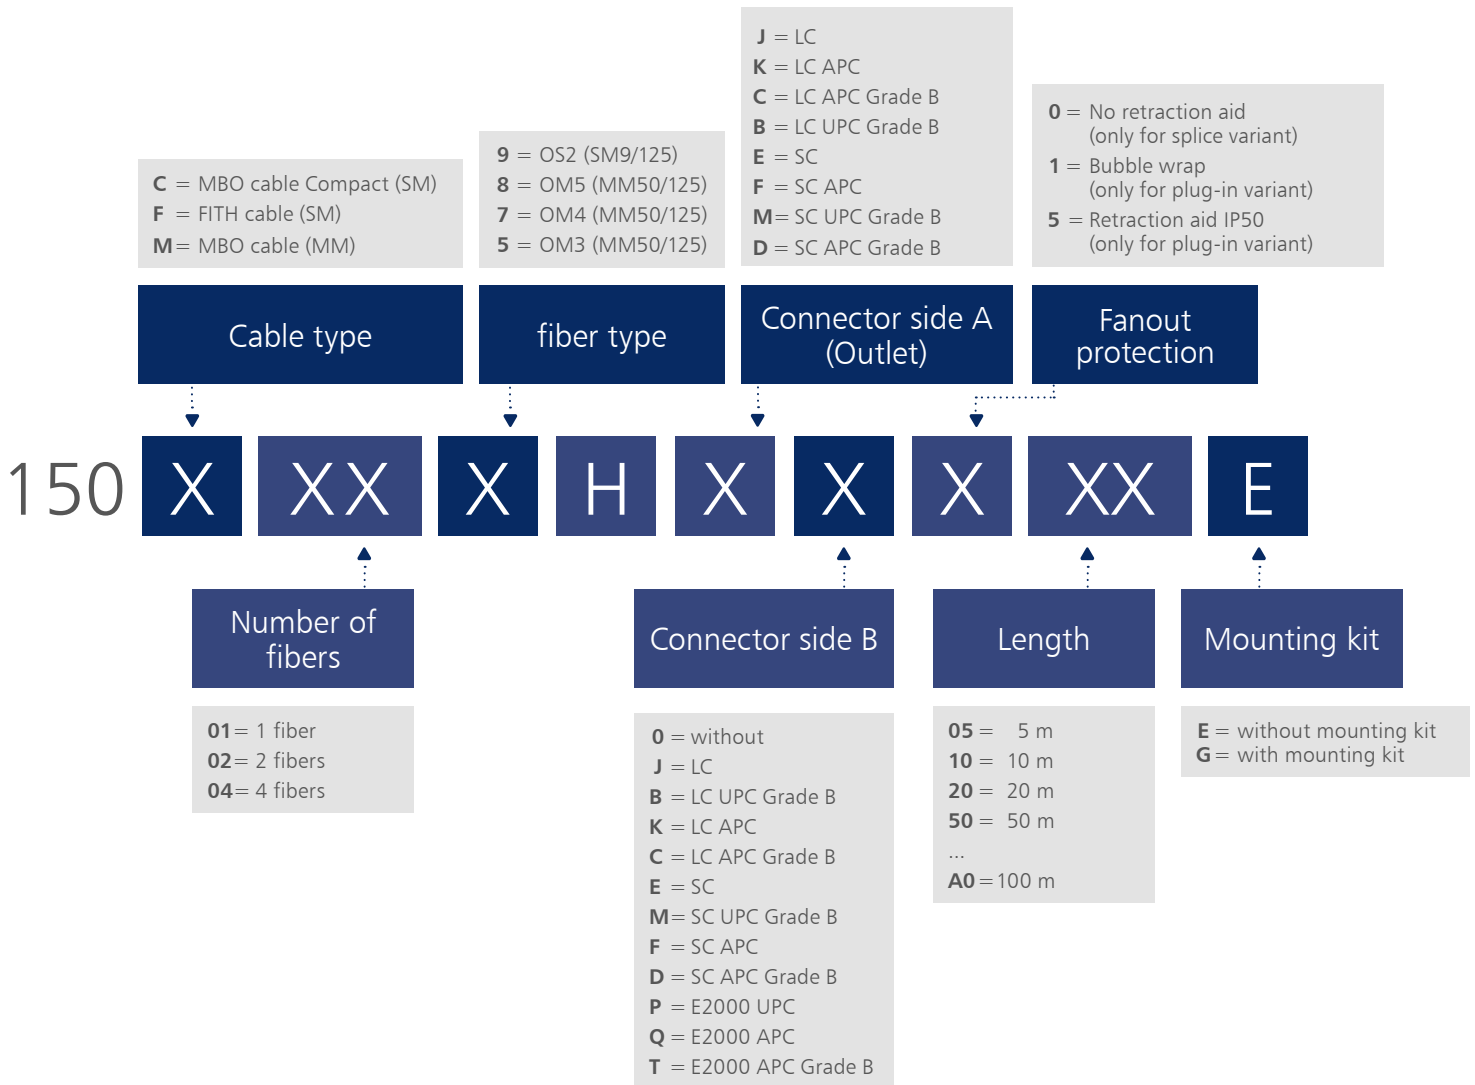 C = MBO cable Compact (SM)
F = FITH cable (SM)
M= MBO cable (MM)
Cable type
9 = OS2 (SM9/125)
8 = OM5 (MM50/125)
7 = OM4 (MM50/125)
5 = OM3 (MM50/125)
fiber type
J = LC
K = LC APC
C = LC APC Grade B
B = LC UPC Grade B
E = SC
F = SC APC
M= SC UPC Grade B
D = SC APC Grade B
Connector side A
(Outlet)
0 = No retraction aid
(only for splice variant)
1 = Bubble wrap
(only for plug-in variant)
5 = Retraction aid IP50
(only for plug-in variant)
Fanout
protection
150 X XX X H X X X XX E
Number of
fibers
01= 1 fiber
02= 2 fibers
04= 4 fibers
Connector side B
0 = without
J = LC
B = LC UPC Grade B
K = LC APC
C = LC APC Grade B
E = SC
M= SC UPC Grade B
F = SC APC
D = SC APC Grade B
P = E2000 UPC
Q = E2000 APC
T = E2000 APC Grade B
Length
05 = 5 m
10 = 10 m
20 = 20 m
50 = 50 m
...
A0 =100 m
Mounting kit
E = without mounting kit
G= with mounting kit